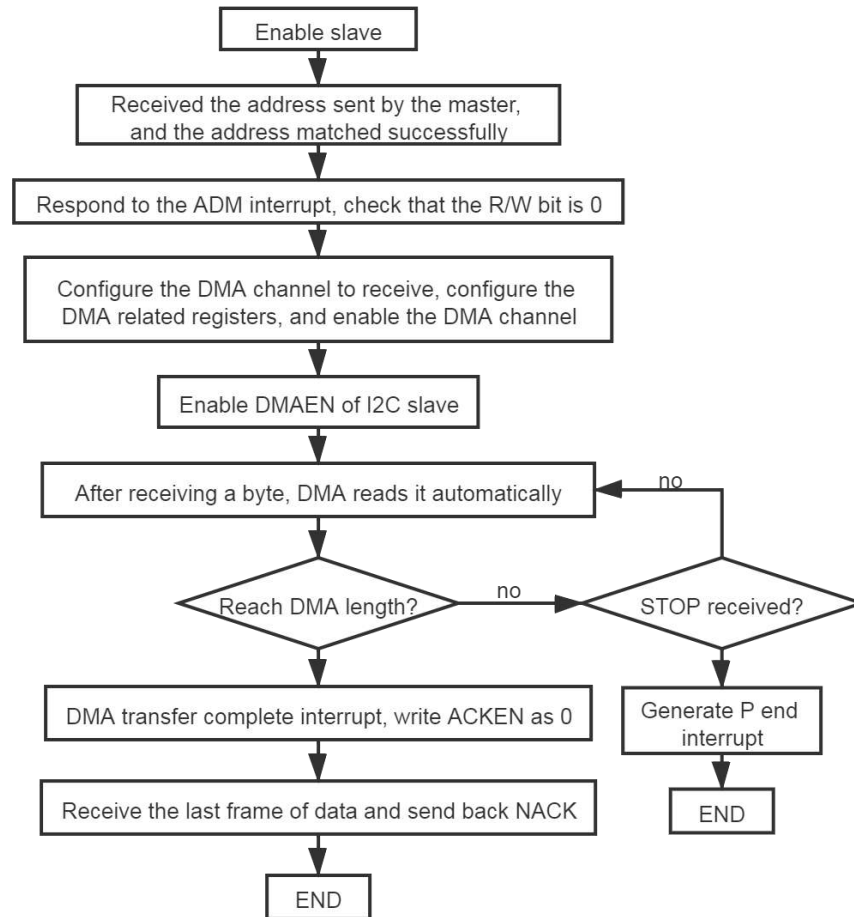 Enable slave
Received the address sent by the master,
and the address matched successfully
Respond to the ADM interrupt, check that the R/W bit is 0
Configure the DMA channel to receive, configure the
DMA related registers, and enable the DMA channel
Enable DMAEN of I2C slave
After receiving a byte, DMA reads it automatically
no
Reach DMA length?
no
STOP received?
DMA transfer complete interrupt, write ACKEN as 0
Generate P end
interrupt
Receive the last frame of data and send back NACK
END
END